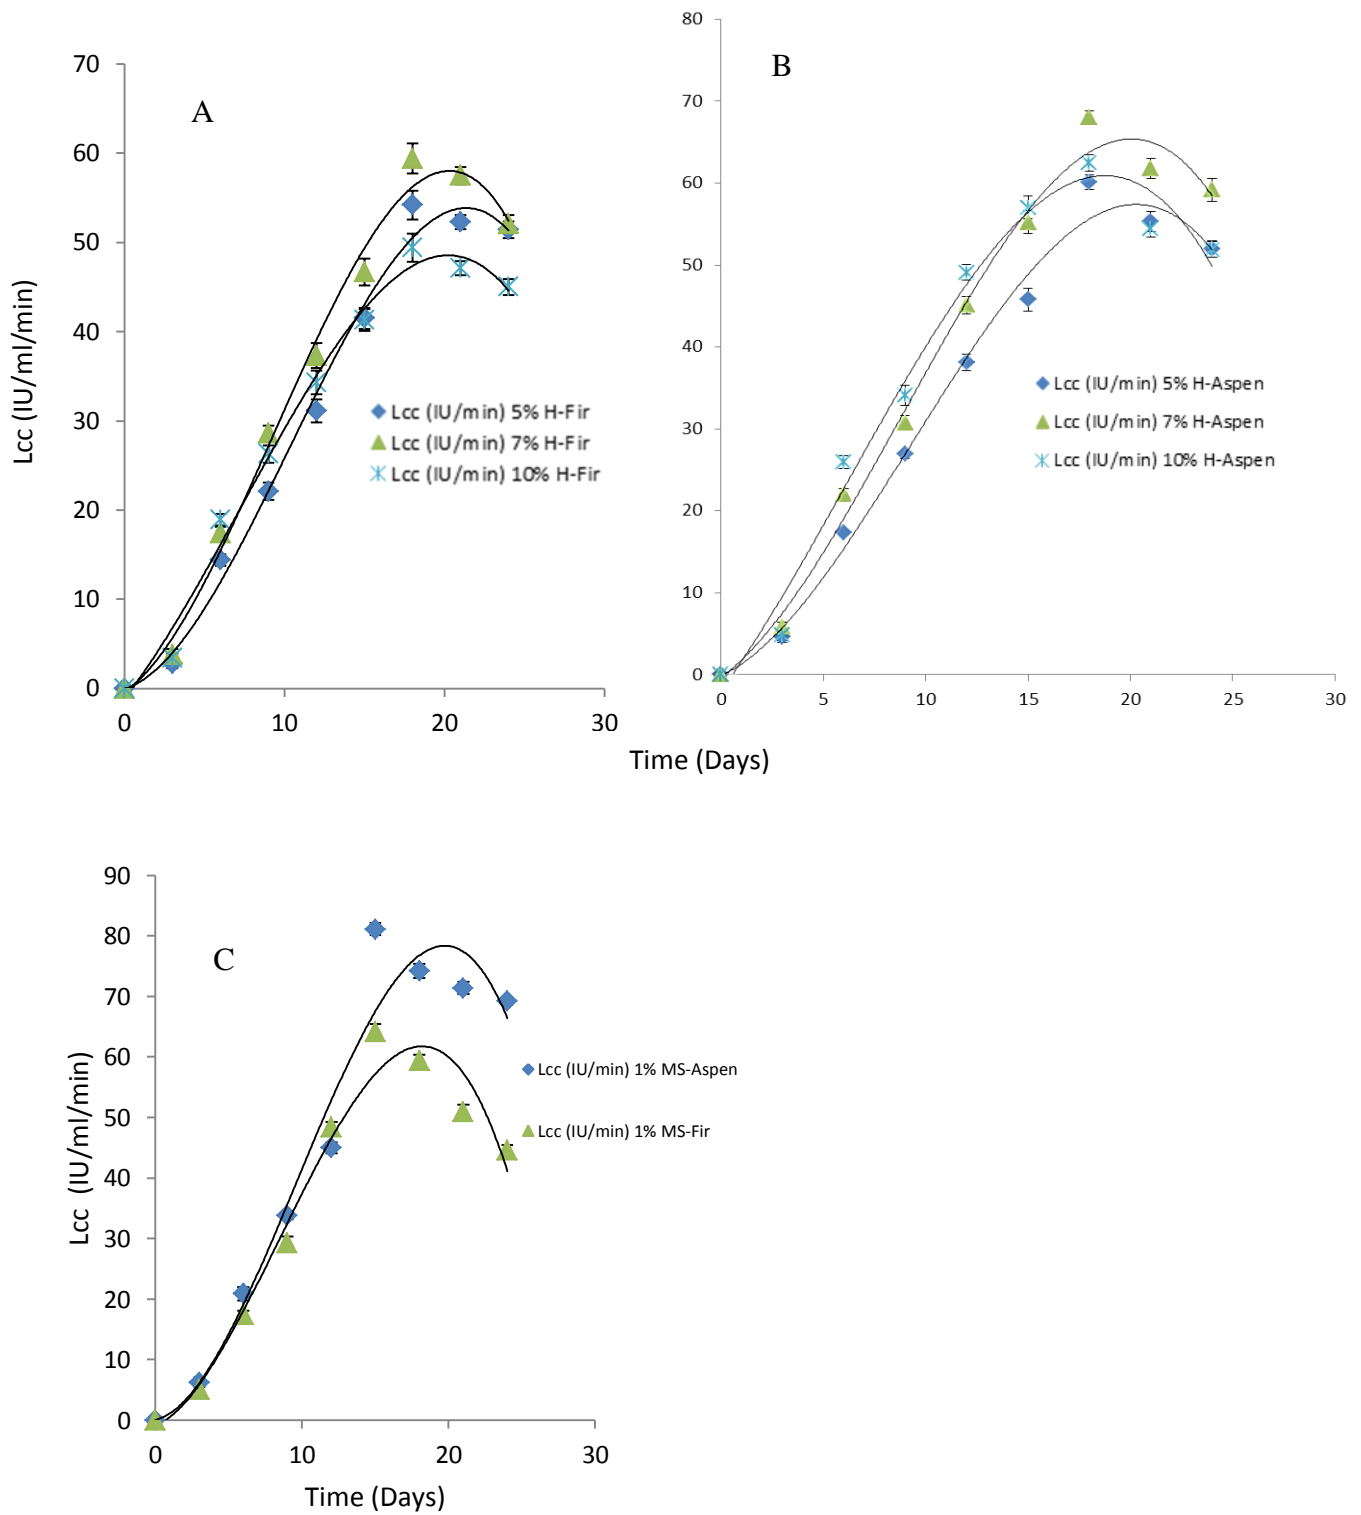 A
70
60
50
40
30
20
10
0
Lcc (IU/ml/min)
Lcc (IU/min) 5% H-Fir
Lcc (IU/min) 7% H-Fir
Lcc (IU/min) 10% H-Fir
0 10 20 30
B
80
70
60
50
40
30
20
10
0
Lcc (IU/min) 5% H-Aspen
Lcc (IU/min) 7% H-Aspen
Lcc (IU/min) 10% H-Aspen
0 5 10 15 20 25 30
Time (Days)
C
90
80
70
60
50
40
30
20
10
0
Lcc (IU/ml/min)
Lcc (IU/min) 1% MS-Aspen
Lcc (IU/min) 1% MS-Fir
0 10 20 30
Time (Days)